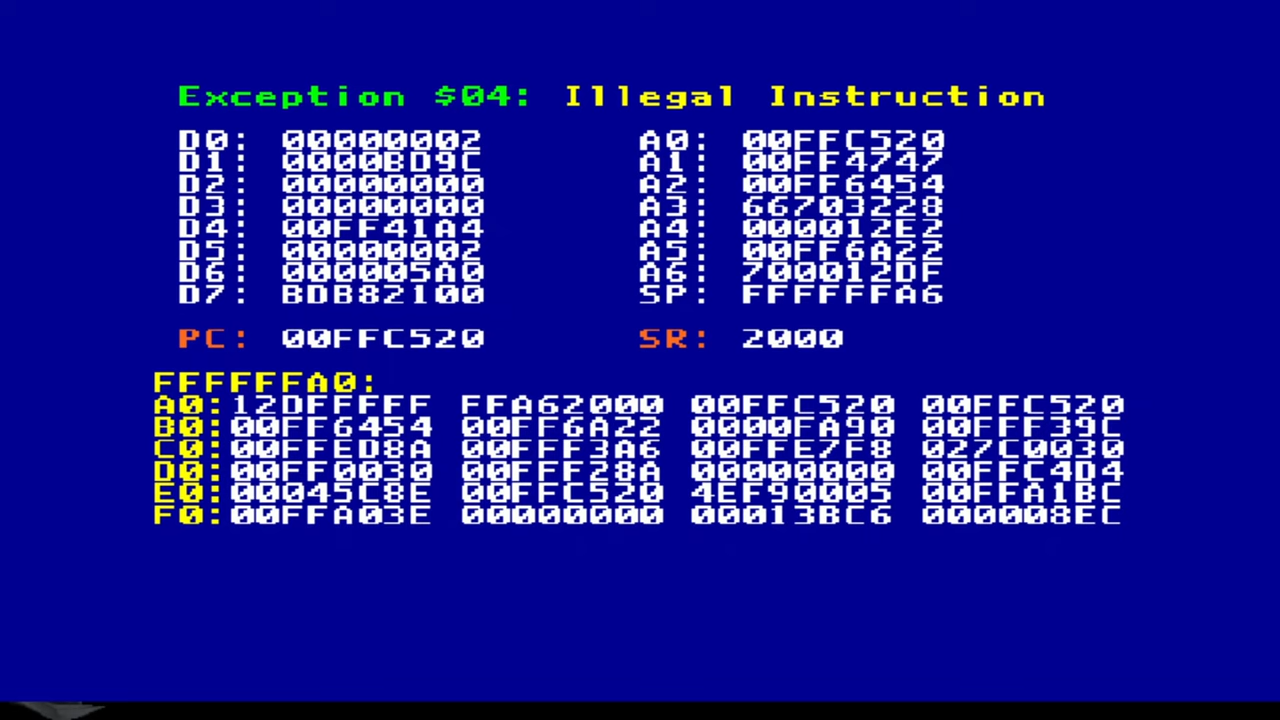 Exception $04: Illegal Instruction
D0: 00000002 A0: 00FFC520
D1: 0000BD9C A1: 00FF4747
D2: 00000000 A2: 00FF6454
D3: 00000000 A3: 66703228
D4: 00FF41A4 A4: 000012E2
D5: 00000002 A5: 00FF6A22
D6: 000005A0 A6: 700012DF
D7: BDB82100 SP: FFFFFFA6
PC: 00FFC520 SR: 2000
FFFFFFA0:
A0:12DFFFFF FFA62000 00FFC520 00FFC520
B0:00FF6454 00FF6A22 0000FA90 00FFF39C
C0:00FFED8A 00FFF3A6 00FFE7F8 027C0030
D0:00FF0030 00FFF28A 00000000 00FFC4D4
E0:00045C8E 00FFC520 4EF90005 00FFA1BC
F0:00FFA03E 00000000 00013BC6 000008EC